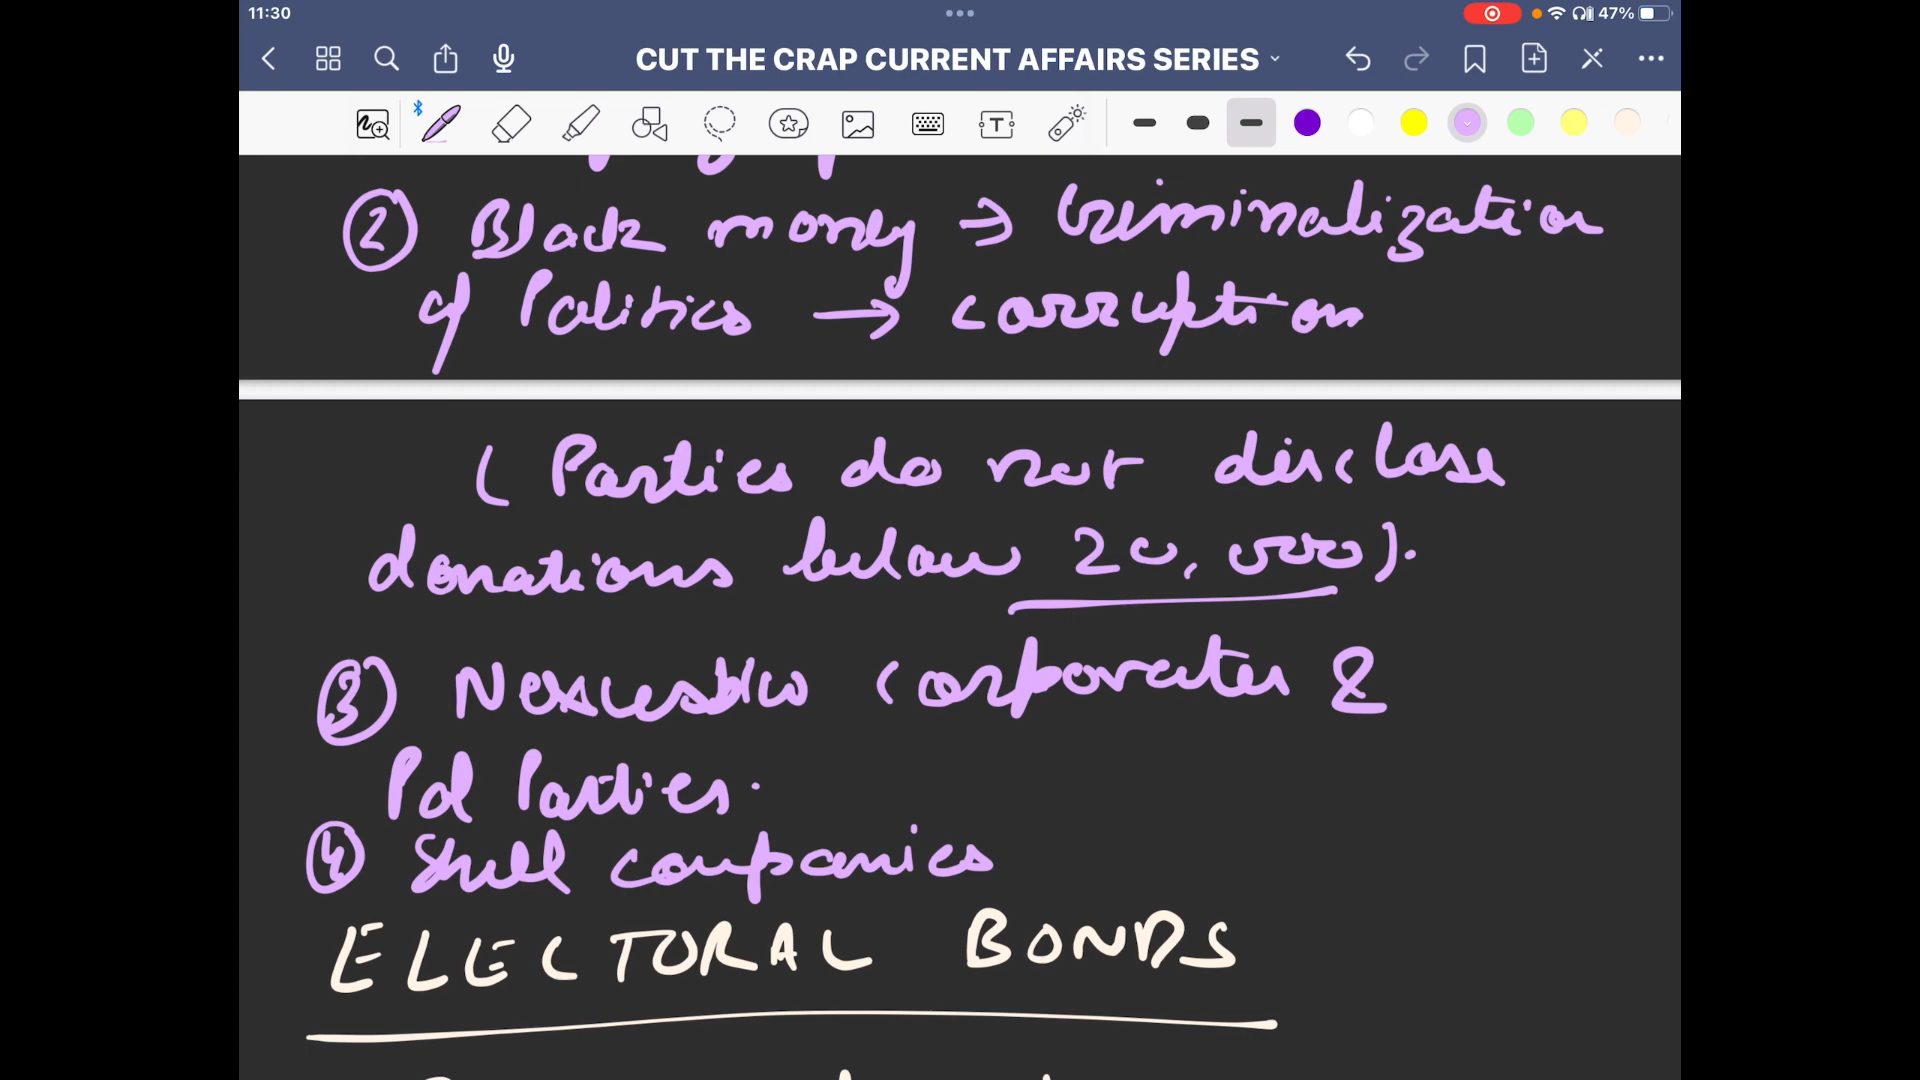 11:30
47%
CUT THE CRAP CURRENT AFFAIRS SERIES
② Black money → Criminalization
of Politics → corruption
( Parties do not disclose
donations below 20,000).
③ Nexus b/w corporates &
Pol Parties.
④ Shell companies
ELECTORAL BONDS